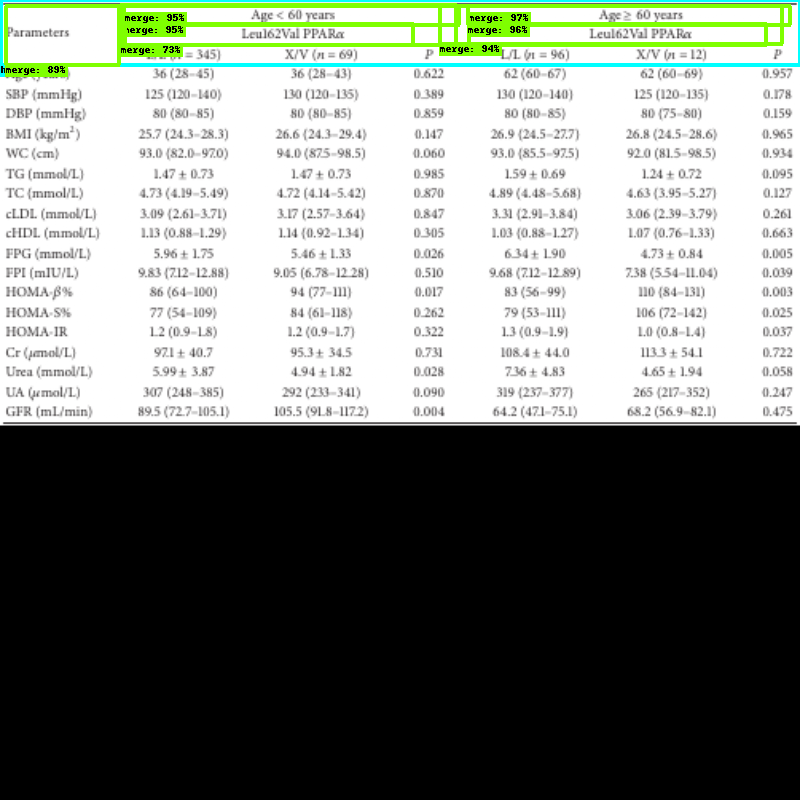 merge: 95% Age < 60 years merge: 97% Age ≥ 60 years
Parameters merge: 95% Leu162Val PPARα merge: 96% Leu162Val PPARα
merge: 73% = 345) X/V (n = 69) P merge: 94% L/L (n = 96) X/V (n = 12) P
merge: 89% 36 (28–45) 36 (28–43) 0.622 62 (60–67) 62 (60–69) 0.957
SBP (mmHg) 125 (120–140) 130 (120–135) 0.389 130 (120–140) 125 (120–135) 0.178
DBP (mmHg) 80 (80–85) 80 (80–85) 0.859 80 (80–85) 80 (75–80) 0.159
BMI (kg/m²) 25.7 (24.3–28.3) 26.6 (24.3–29.4) 0.147 26.9 (24.5–27.7) 26.8 (24.5–28.6) 0.965
WC (cm) 93.0 (82.0–97.0) 94.0 (87.5–98.5) 0.060 93.0 (85.5–97.5) 92.0 (81.5–98.5) 0.934
TG (mmol/L) 1.47 ± 0.73 1.47 ± 0.73 0.985 1.59 ± 0.69 1.24 ± 0.72 0.095
TC (mmol/L) 4.73 (4.19–5.49) 4.72 (4.14–5.42) 0.870 4.89 (4.48–5.68) 4.63 (3.95–5.27) 0.127
cLDL (mmol/L) 3.09 (2.61–3.71) 3.17 (2.57–3.64) 0.847 3.31 (2.91–3.84) 3.06 (2.39–3.79) 0.261
cHDL (mmol/L) 1.13 (0.88–1.29) 1.14 (0.92–1.34) 0.305 1.03 (0.88–1.27) 1.07 (0.76–1.33) 0.663
FPG (mmol/L) 5.96 ± 1.75 5.46 ± 1.33 0.026 6.34 ± 1.90 4.73 ± 0.84 0.005
FPI (mIU/L) 9.83 (7.12–12.88) 9.05 (6.78–12.28) 0.510 9.68 (7.12–12.89) 7.38 (5.54–11.04) 0.039
HOMA-β% 86 (64–100) 94 (77–111) 0.017 83 (56–99) 110 (84–131) 0.003
HOMA-S% 77 (54–109) 84 (61–118) 0.262 79 (53–111) 106 (72–142) 0.025
HOMA-IR 1.2 (0.9–1.8) 1.2 (0.9–1.7) 0.322 1.3 (0.9–1.9) 1.0 (0.8–1.4) 0.037
Cr (μmol/L) 97.1 ± 40.7 95.3 ± 34.5 0.731 108.4 ± 44.0 113.3 ± 54.1 0.722
Urea (mmol/L) 5.99 ± 3.87 4.94 ± 1.82 0.028 7.36 ± 4.83 4.65 ± 1.94 0.058
UA (μmol/L) 307 (248–385) 292 (233–341) 0.090 319 (237–377) 265 (217–352) 0.247
GFR (mL/min) 89.5 (72.7–105.1) 105.5 (91.8–117.2) 0.004 64.2 (47.1–75.1) 68.2 (56.9–82.1) 0.475